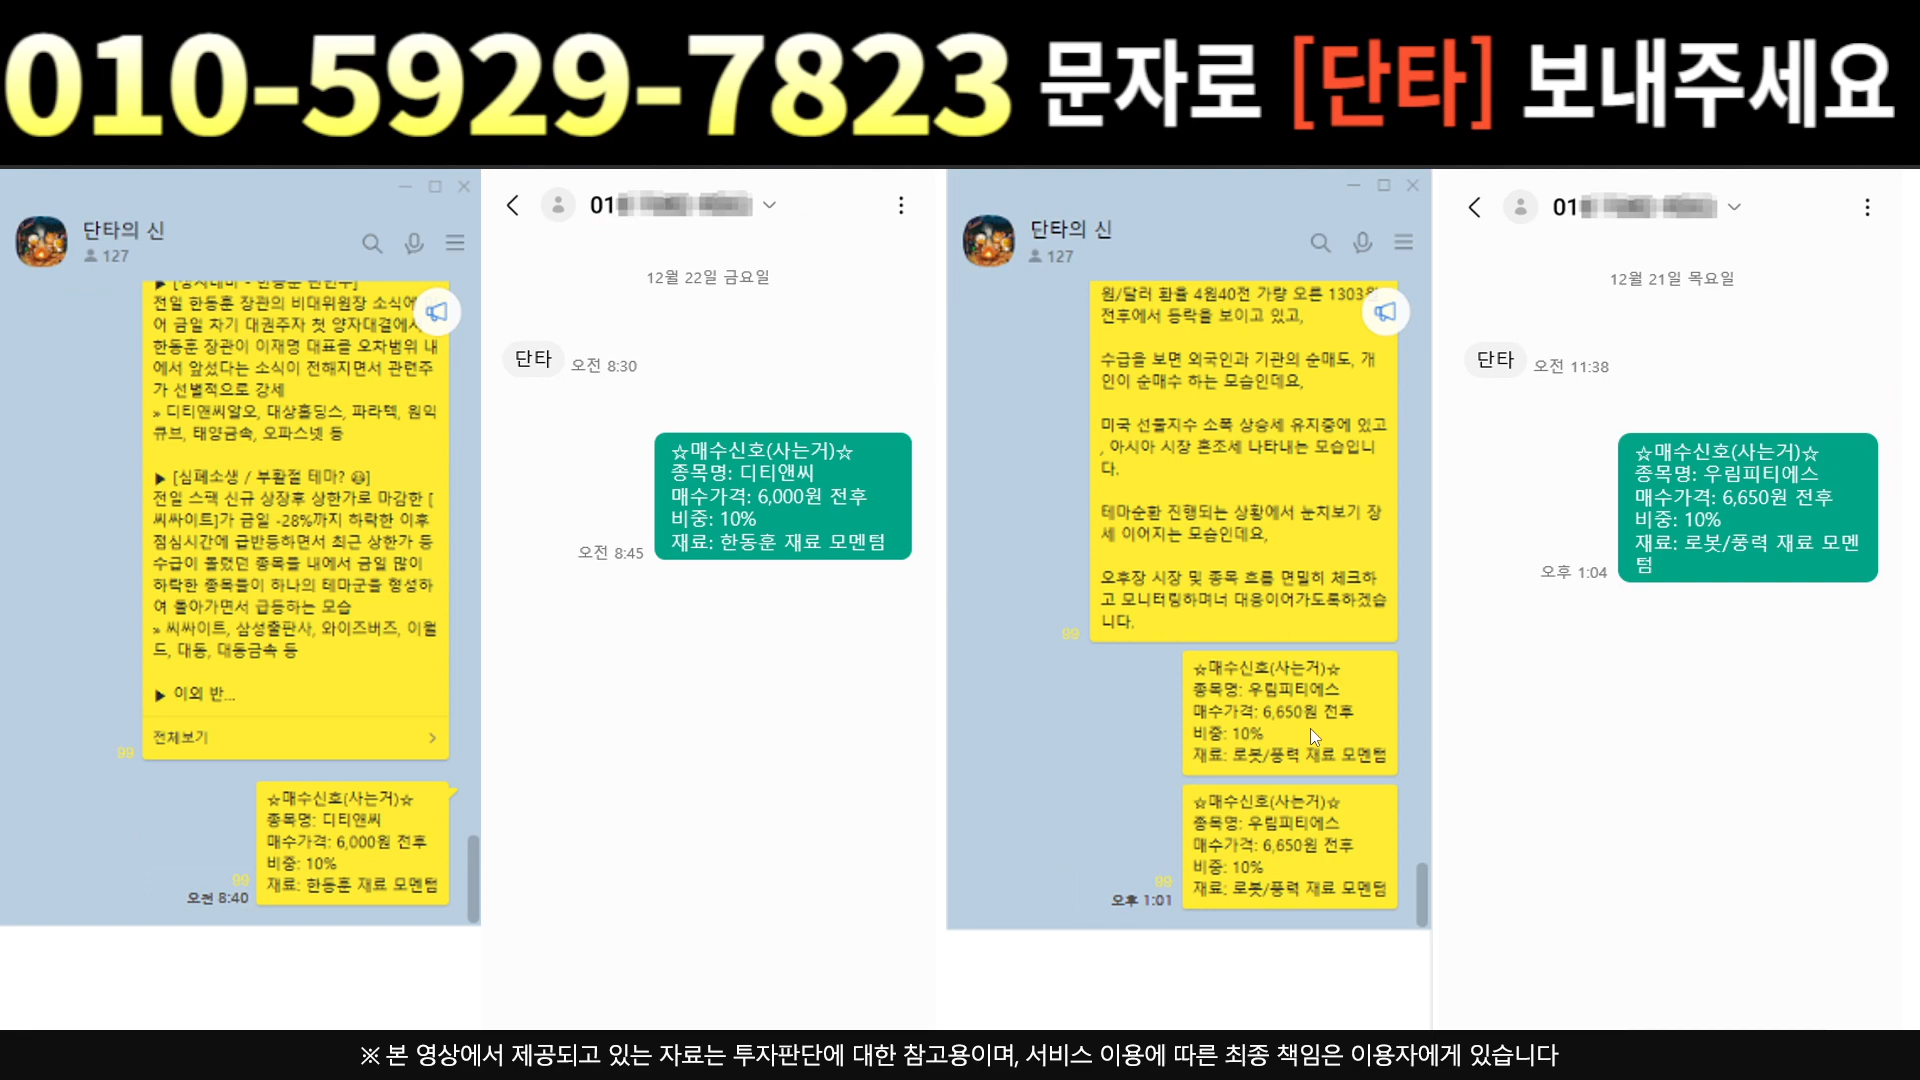 010-5929-7823 문자로 [단타] 보내주세요
단타의 신
127
전일 한동훈 장관의 비대위원장 소식에
어 금일 차기 대권주자 첫 양자대결에서
한동훈 장관이 이재명 대표를 오차범위 내
에서 앞섰다는 소식이 전해지면서 관련주
가 선별적으로 강세
» 디티앤씨알오, 대상홀딩스, 파라텍, 원익
큐브, 태양금속, 오파스넷 등
▶ [심폐소생 / 부활절 테마? 😂]
전일 스팩 신규 상장후 상한가로 마감한 [
씨싸이트]가 금일 -28%까지 하락한 이후
점심시간에 급반등하면서 최근 상한가 등
수급이 몰렸던 종목들 내에서 금일 많이
하락한 종목들이 하나의 테마군을 형성하
여 돌아가면서 급등하는 모습
» 씨싸이트, 삼성출판사, 와이즈버즈, 이월
드, 대동, 대동금속 등
▶ 이외 반...
전체보기
99
☆매수신호(사는거)☆
종목명: 디티앤씨
매수가격: 6,000원 전후
비중: 10%
재료: 한동훈 재료 모멘텀
99
오전 8:40
01
12월 22일 금요일
단타
오전 8:30
☆매수신호(사는거)☆
종목명: 디티앤씨
매수가격: 6,000원 전후
비중: 10%
재료: 한동훈 재료 모멘텀
오전 8:45
단타의 신
127
원/달러 환율 4원40전 가량 오른 1303원
전후에서 등락을 보이고 있고,
수급을 보면 외국인과 기관의 순매도, 개
인이 순매수 하는 모습인데요,
미국 선물지수 소폭 상승세 유지중에 있고
, 아시아 시장 혼조세 나타내는 모습입니
다.
테마순환 진행되는 상황에서 눈치보기 장
세 이어지는 모습인데요,
오후장 시장 및 종목 흐름 면밀히 체크하
고 모니터링하며너 대응이어가도록하겠습
니다.
99
☆매수신호(사는거)☆
종목명: 우림피티에스
매수가격: 6,650원 전후
비중: 10%
재료: 로봇/풍력 재료 모멘텀
☆매수신호(사는거)☆
종목명: 우림피티에스
매수가격: 6,650원 전후
비중: 10%
재료: 로봇/풍력 재료 모멘텀
99
오후 1:01
01
12월 21일 목요일
단타
오전 11:38
☆매수신호(사는거)☆
종목명: 우림피티에스
매수가격: 6,650원 전후
비중: 10%
재료: 로봇/풍력 재료 모멘
텀
오후 1:04
※ 본 영상에서 제공되고 있는 자료는 투자판단에 대한 참고용이며, 서비스 이용에 따른 최종 책임은 이용자에게 있습니다